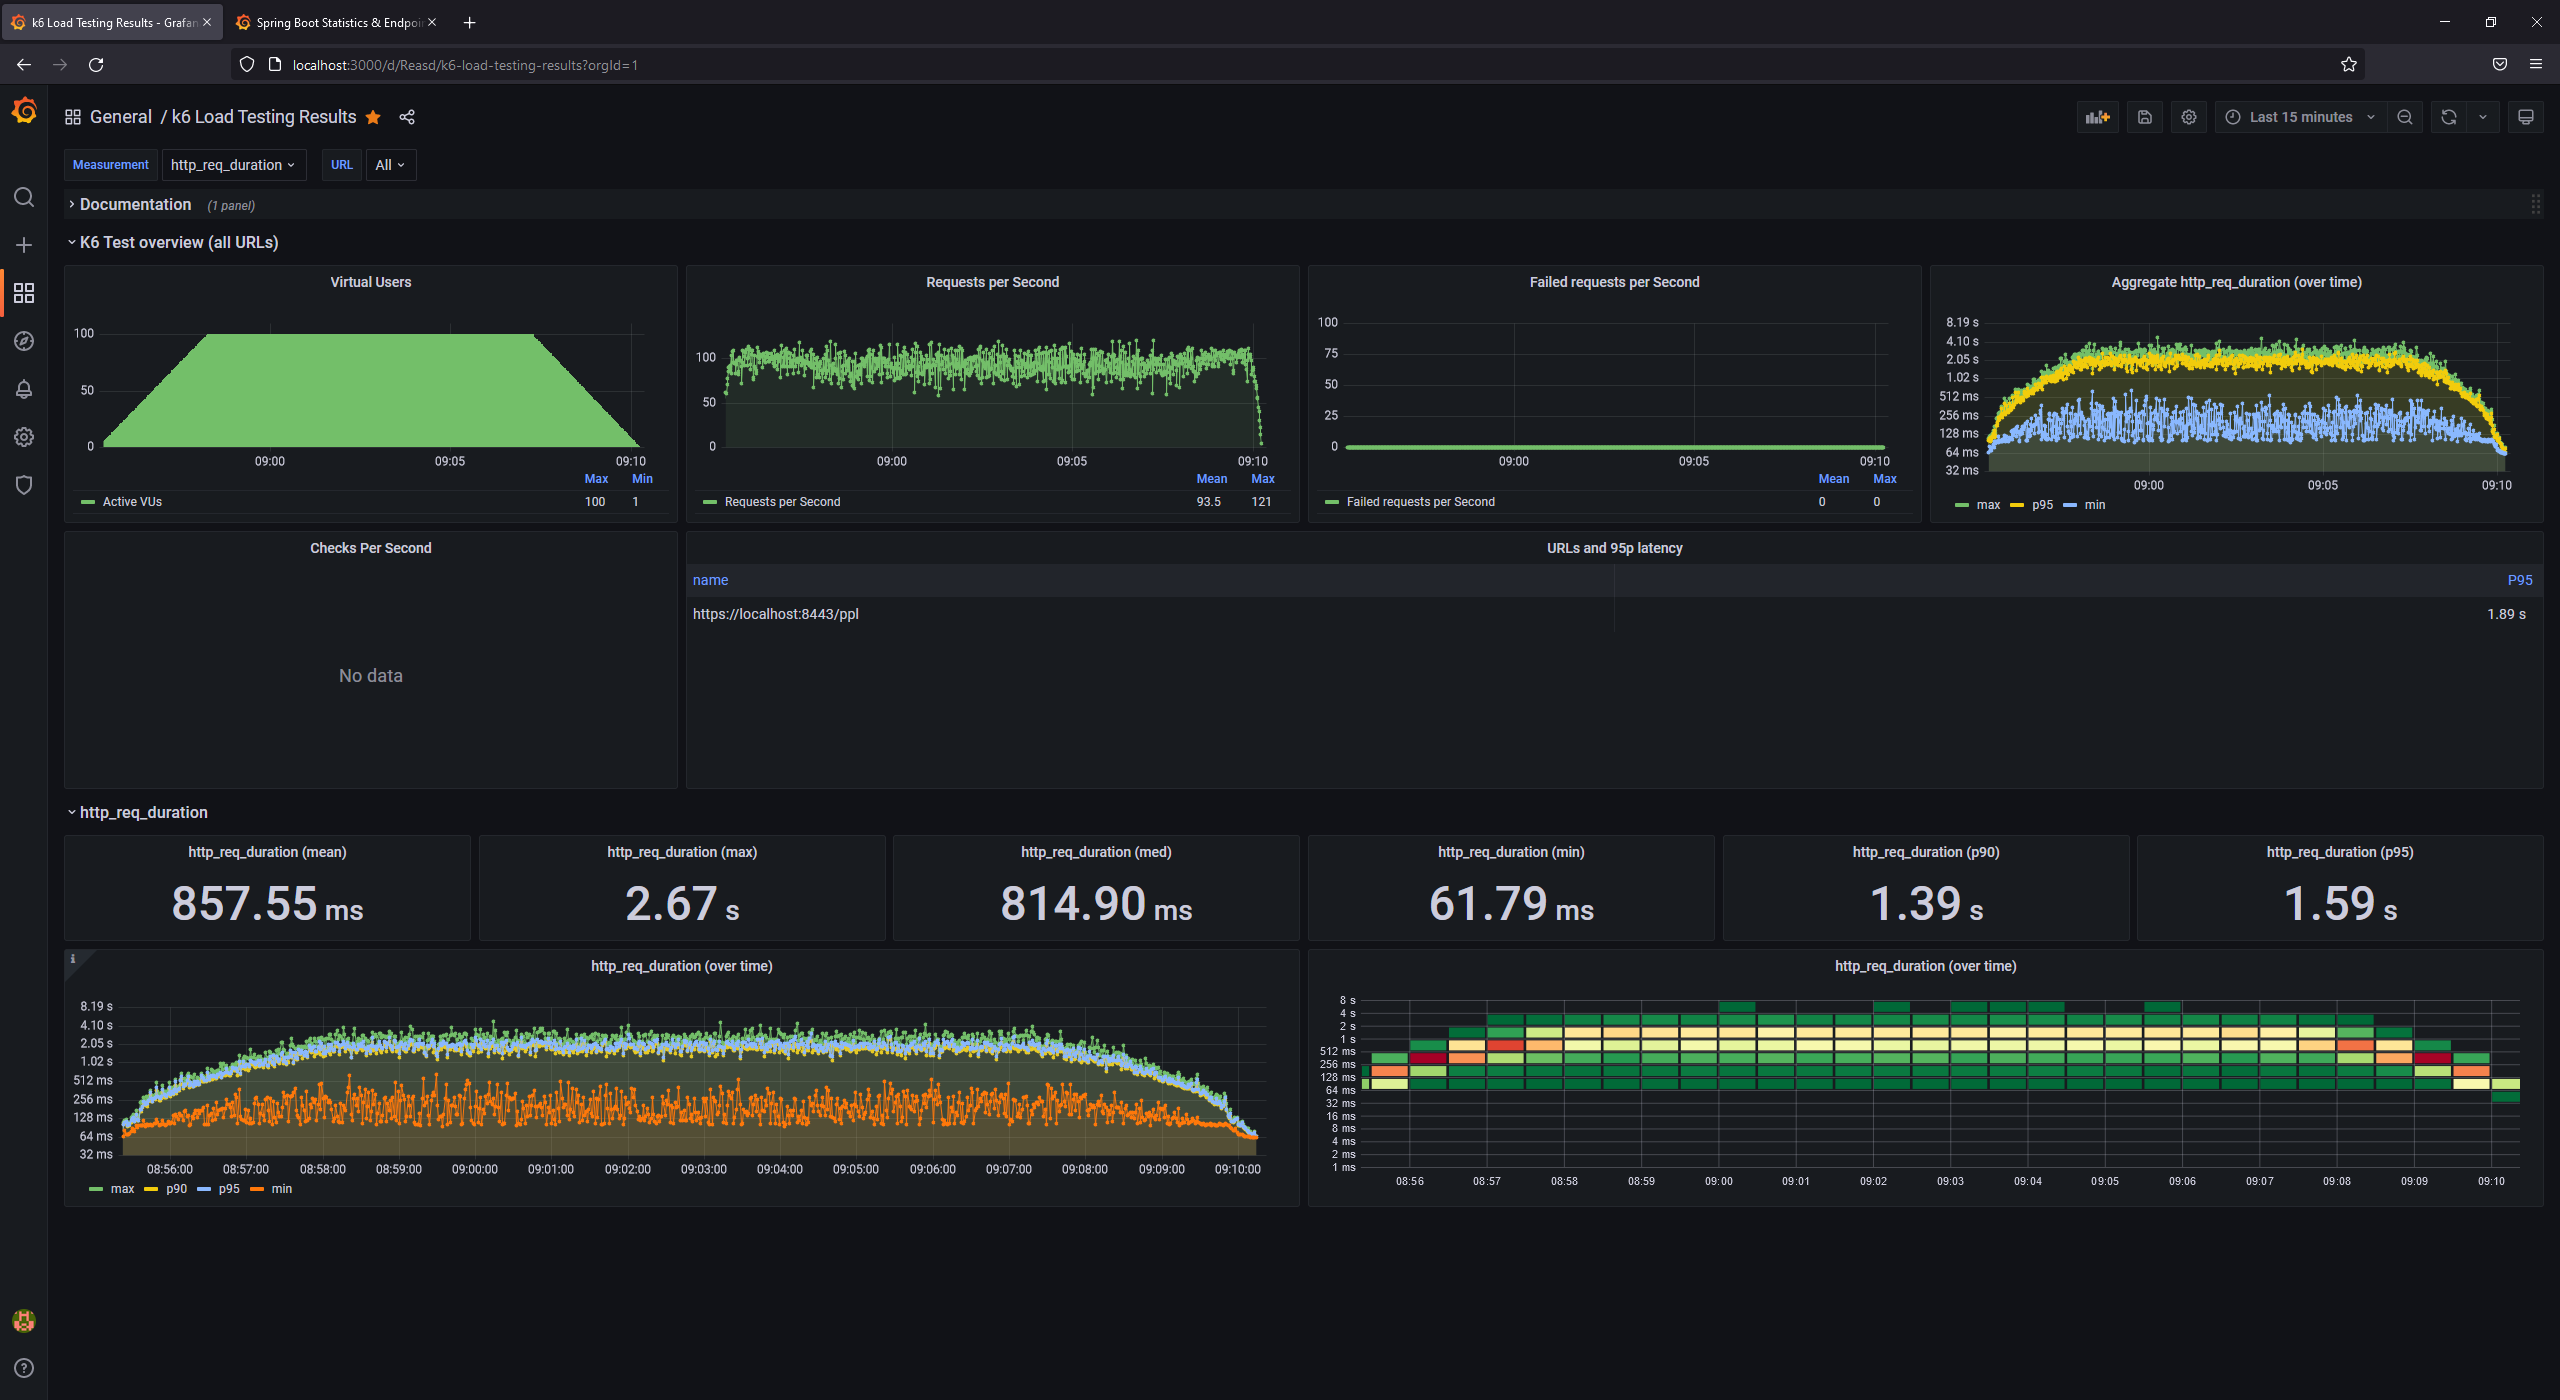 k6 Load Testing Results - Grafan
Spring Boot Statistics & Endpoi
localhost:3000/d/Reasd/k6-load-testing-results?orgId=1
General / k6 Load Testing Results
Last 15 minutes
Measurement http_req_duration URL All
Documentation (1 panel)
K6 Test overview (all URLs)
Virtual Users
100
50
0
09:00 09:05 09:10
Max Min
Active VUs 100 1
Requests per Second
100
50
0
09:00 09:05 09:10
Mean Max
Requests per Second 93.5 121
Failed requests per Second
100
75
50
25
0
09:00 09:05 09:10
Mean Max
Failed requests per Second 0 0
Aggregate http_req_duration (over time)
8.19 s
4.10 s
2.05 s
1.02 s
512 ms
256 ms
128 ms
64 ms
32 ms
09:00 09:05 09:10
max p95 min
Checks Per Second
No data
URLs and 95p latency
name P95
https://localhost:8443/ppl 1.89 s
http_req_duration
http_req_duration (mean)
857.55 ms
http_req_duration (max)
2.67 s
http_req_duration (med)
814.90 ms
http_req_duration (min)
61.79 ms
http_req_duration (p90)
1.39 s
http_req_duration (p95)
1.59 s
http_req_duration (over time)
8.19 s
4.10 s
2.05 s
1.02 s
512 ms
256 ms
128 ms
64 ms
32 ms
08:56:00 08:57:00 08:58:00 08:59:00 09:00:00 09:01:00 09:02:00 09:03:00 09:04:00 09:05:00 09:06:00 09:07:00 09:08:00 09:09:00 09:10:00
max p90 p95 min
http_req_duration (over time)
8 s
4 s
2 s
1 s
512 ms
256 ms
128 ms
64 ms
32 ms
16 ms
8 ms
4 ms
2 ms
1 ms
08:56 08:57 08:58 08:59 09:00 09:01 09:02 09:03 09:04 09:05 09:06 09:07 09:08 09:09 09:10